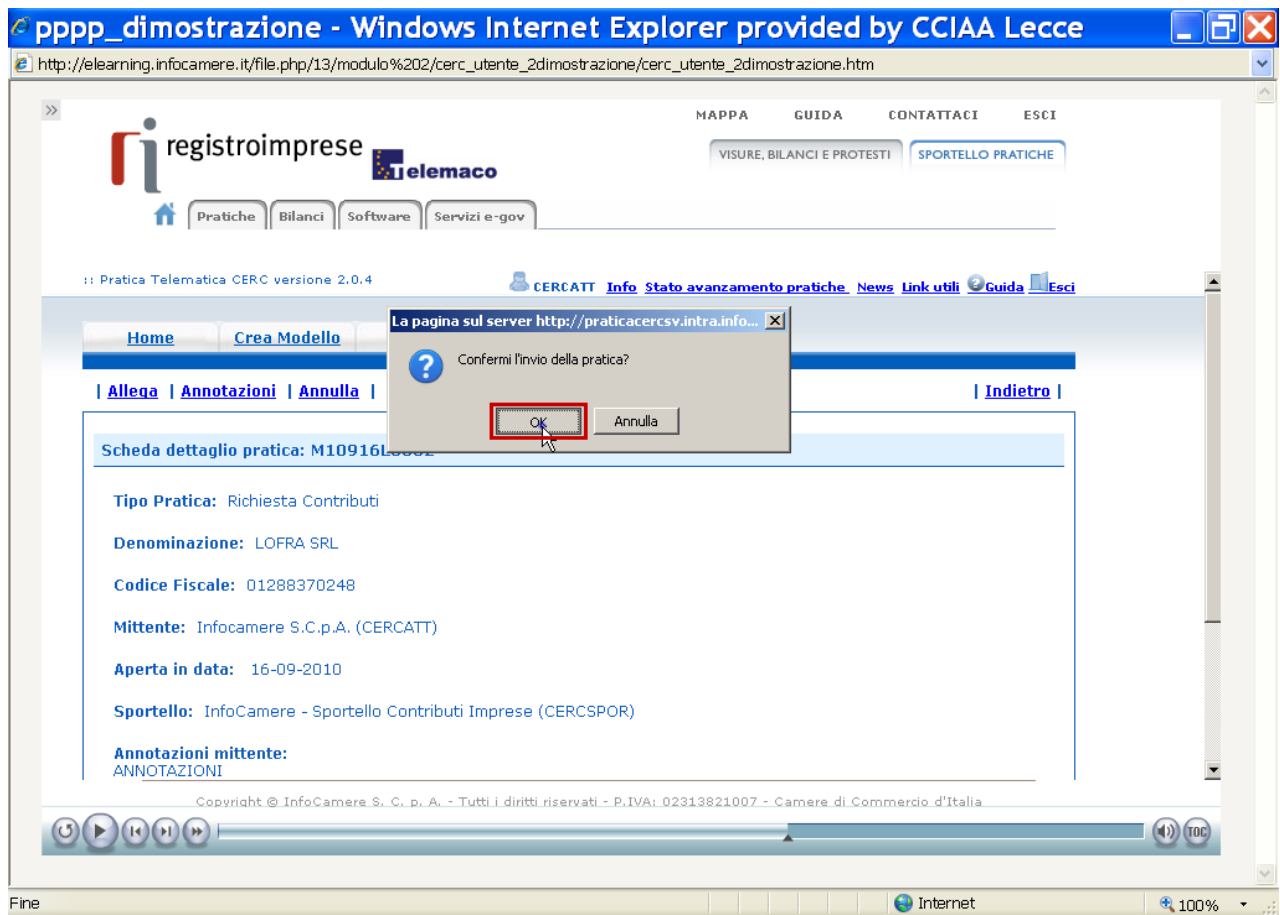 pppp_dimostrazione - Windows Internet Explorer provided by CCIAA Lecce
http://elearning.infocamere.it/file.php/13/modulo%202/cerc_utente_2dimostrazione/cerc_utente_2dimostrazione.htm
MAPPA GUIDA CONTATTACI ESCI
registroimprese
Telemaco
VISURE, BILANCI E PROTESTI SPORTELLO PRATICHE
Pratiche Bilanci Software Servizi e-gov
:: Pratica Telematica CERC versione 2.0.4
CERCATT Info Stato avanzamento pratiche News Link utili Guida Esci
La pagina sul server http://praticacercsv.intra.info...
Home Crea Modello
Confermi l'invio della pratica?
| Allega | Annotazioni | Annulla | | Indietro |
OK Annulla
Scheda dettaglio pratica:
Tipo Pratica: Richiesta Contributi
Denominazione: LOFRA SRL
Codice Fiscale: 01288370248
Mittente: Infocamere S.C.p.A. (CERCATT)
Aperta in data: 16-09-2010
Sportello: InfoCamere - Sportello Contributi Imprese (CERCSPOR)
Annotazioni mittente:
ANNOTAZIONI
Copyright @ InfoCamere S. C. p. A. - Tutti i diritti riservati - P.IVA: 02313821007 - Camere di Commercio d'Italia
TOC
Fine Internet 100%